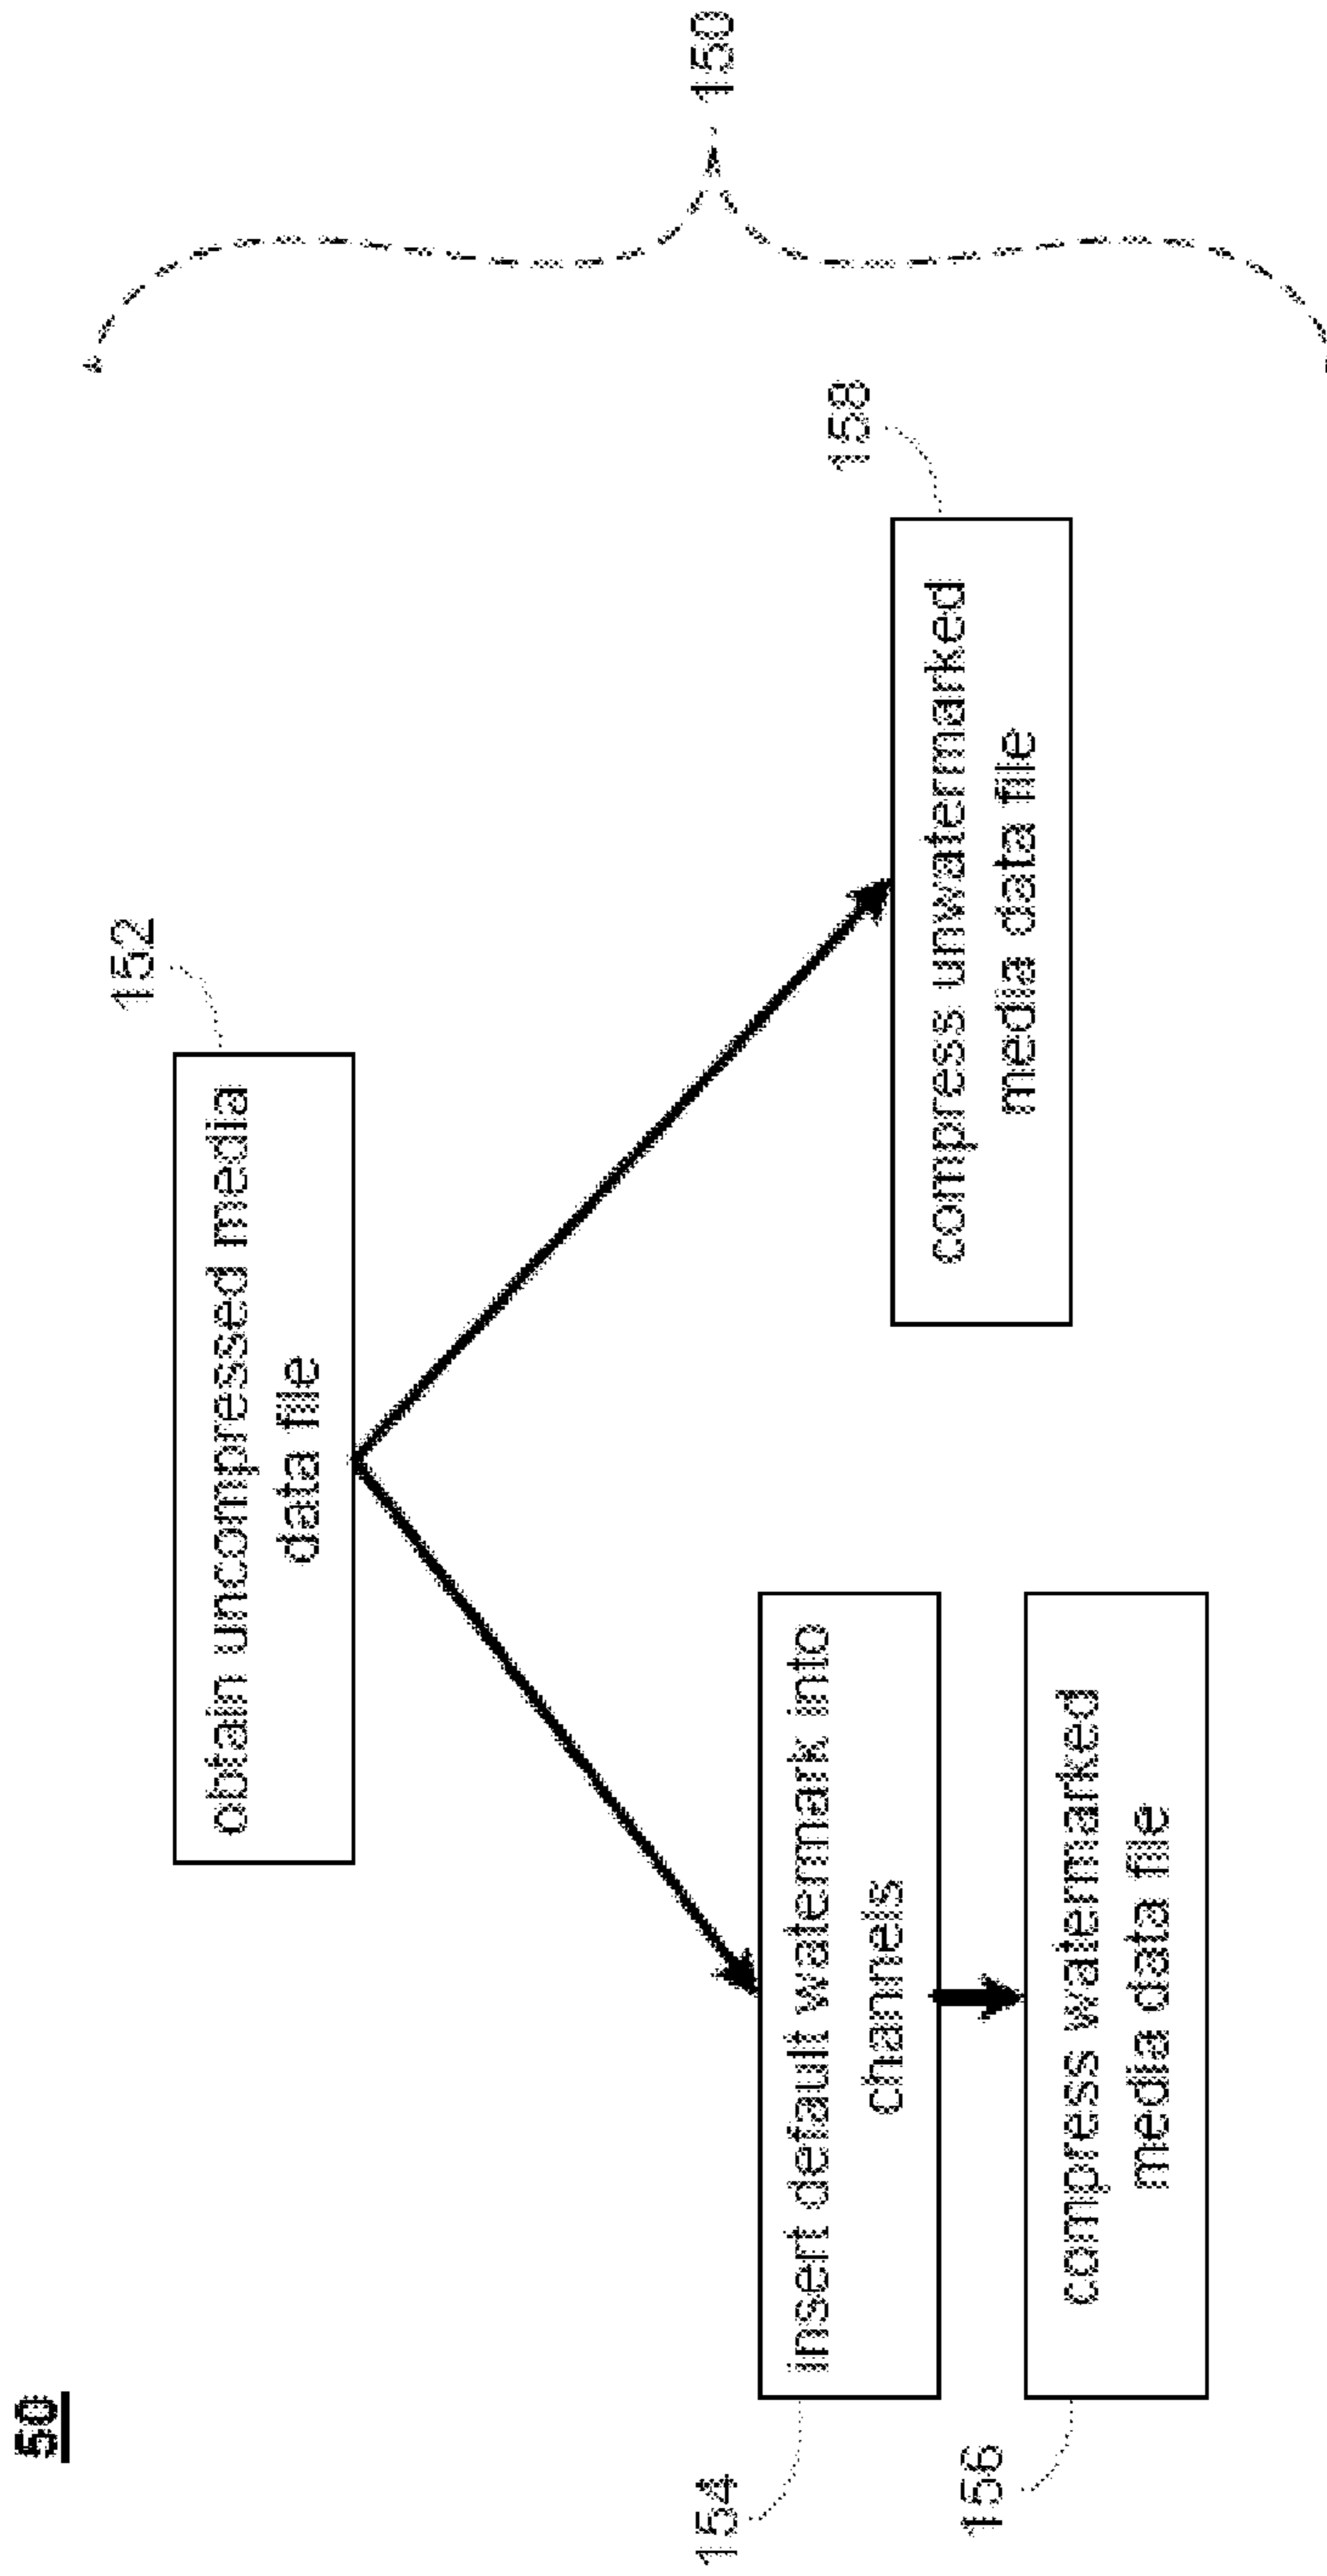 50
152
obtain uncompressed media
data file
154
insert default watermark into
channels
156
compress watermarked
media data file
158
compress unwatermarked
media data file
150